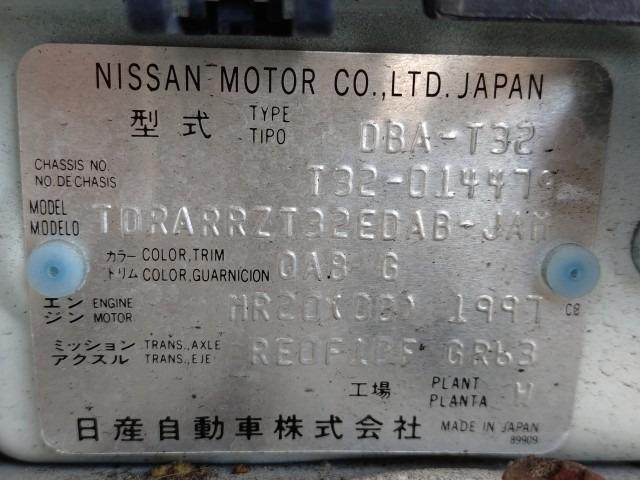 NISSAN MOTOR CO.,LTD. JAPAN
型式 TYPE TIPO DBA-T32
CHASSIS NO. NO. DE CHASIS T32-014479
MODEL MODELO TDRARRZT32EDAB-JAM
カラー COLOR,TRIM トリム COLOR,GUARNICION QAB G
エンジン ENGINE MOTOR MR20(DD) 1997 C8
ミッション TRANS.,AXLE アクスル TRANS.,EJE RE0F10F GR63
工場 PLANT PLANTA W
日産自動車株式会社 MADE IN JAPAN
89909